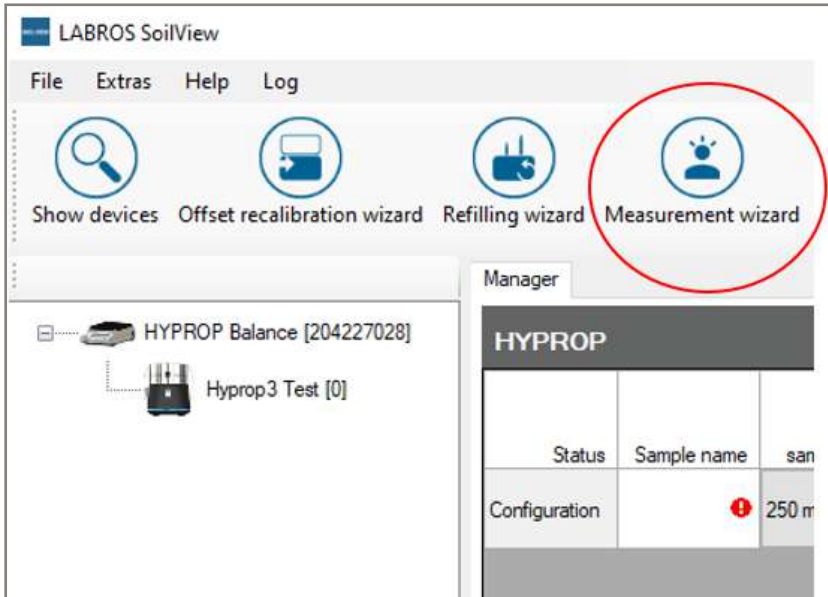 LABROS SoilView
File Extras Help Log
Show devices Offset recalibration wizard Refilling wizard Measurement wizard
Manager
HYPROP Balance [204227028]
Hyprop3 Test [0]
HYPROP
Status Sample name sam
Configuration 250 m